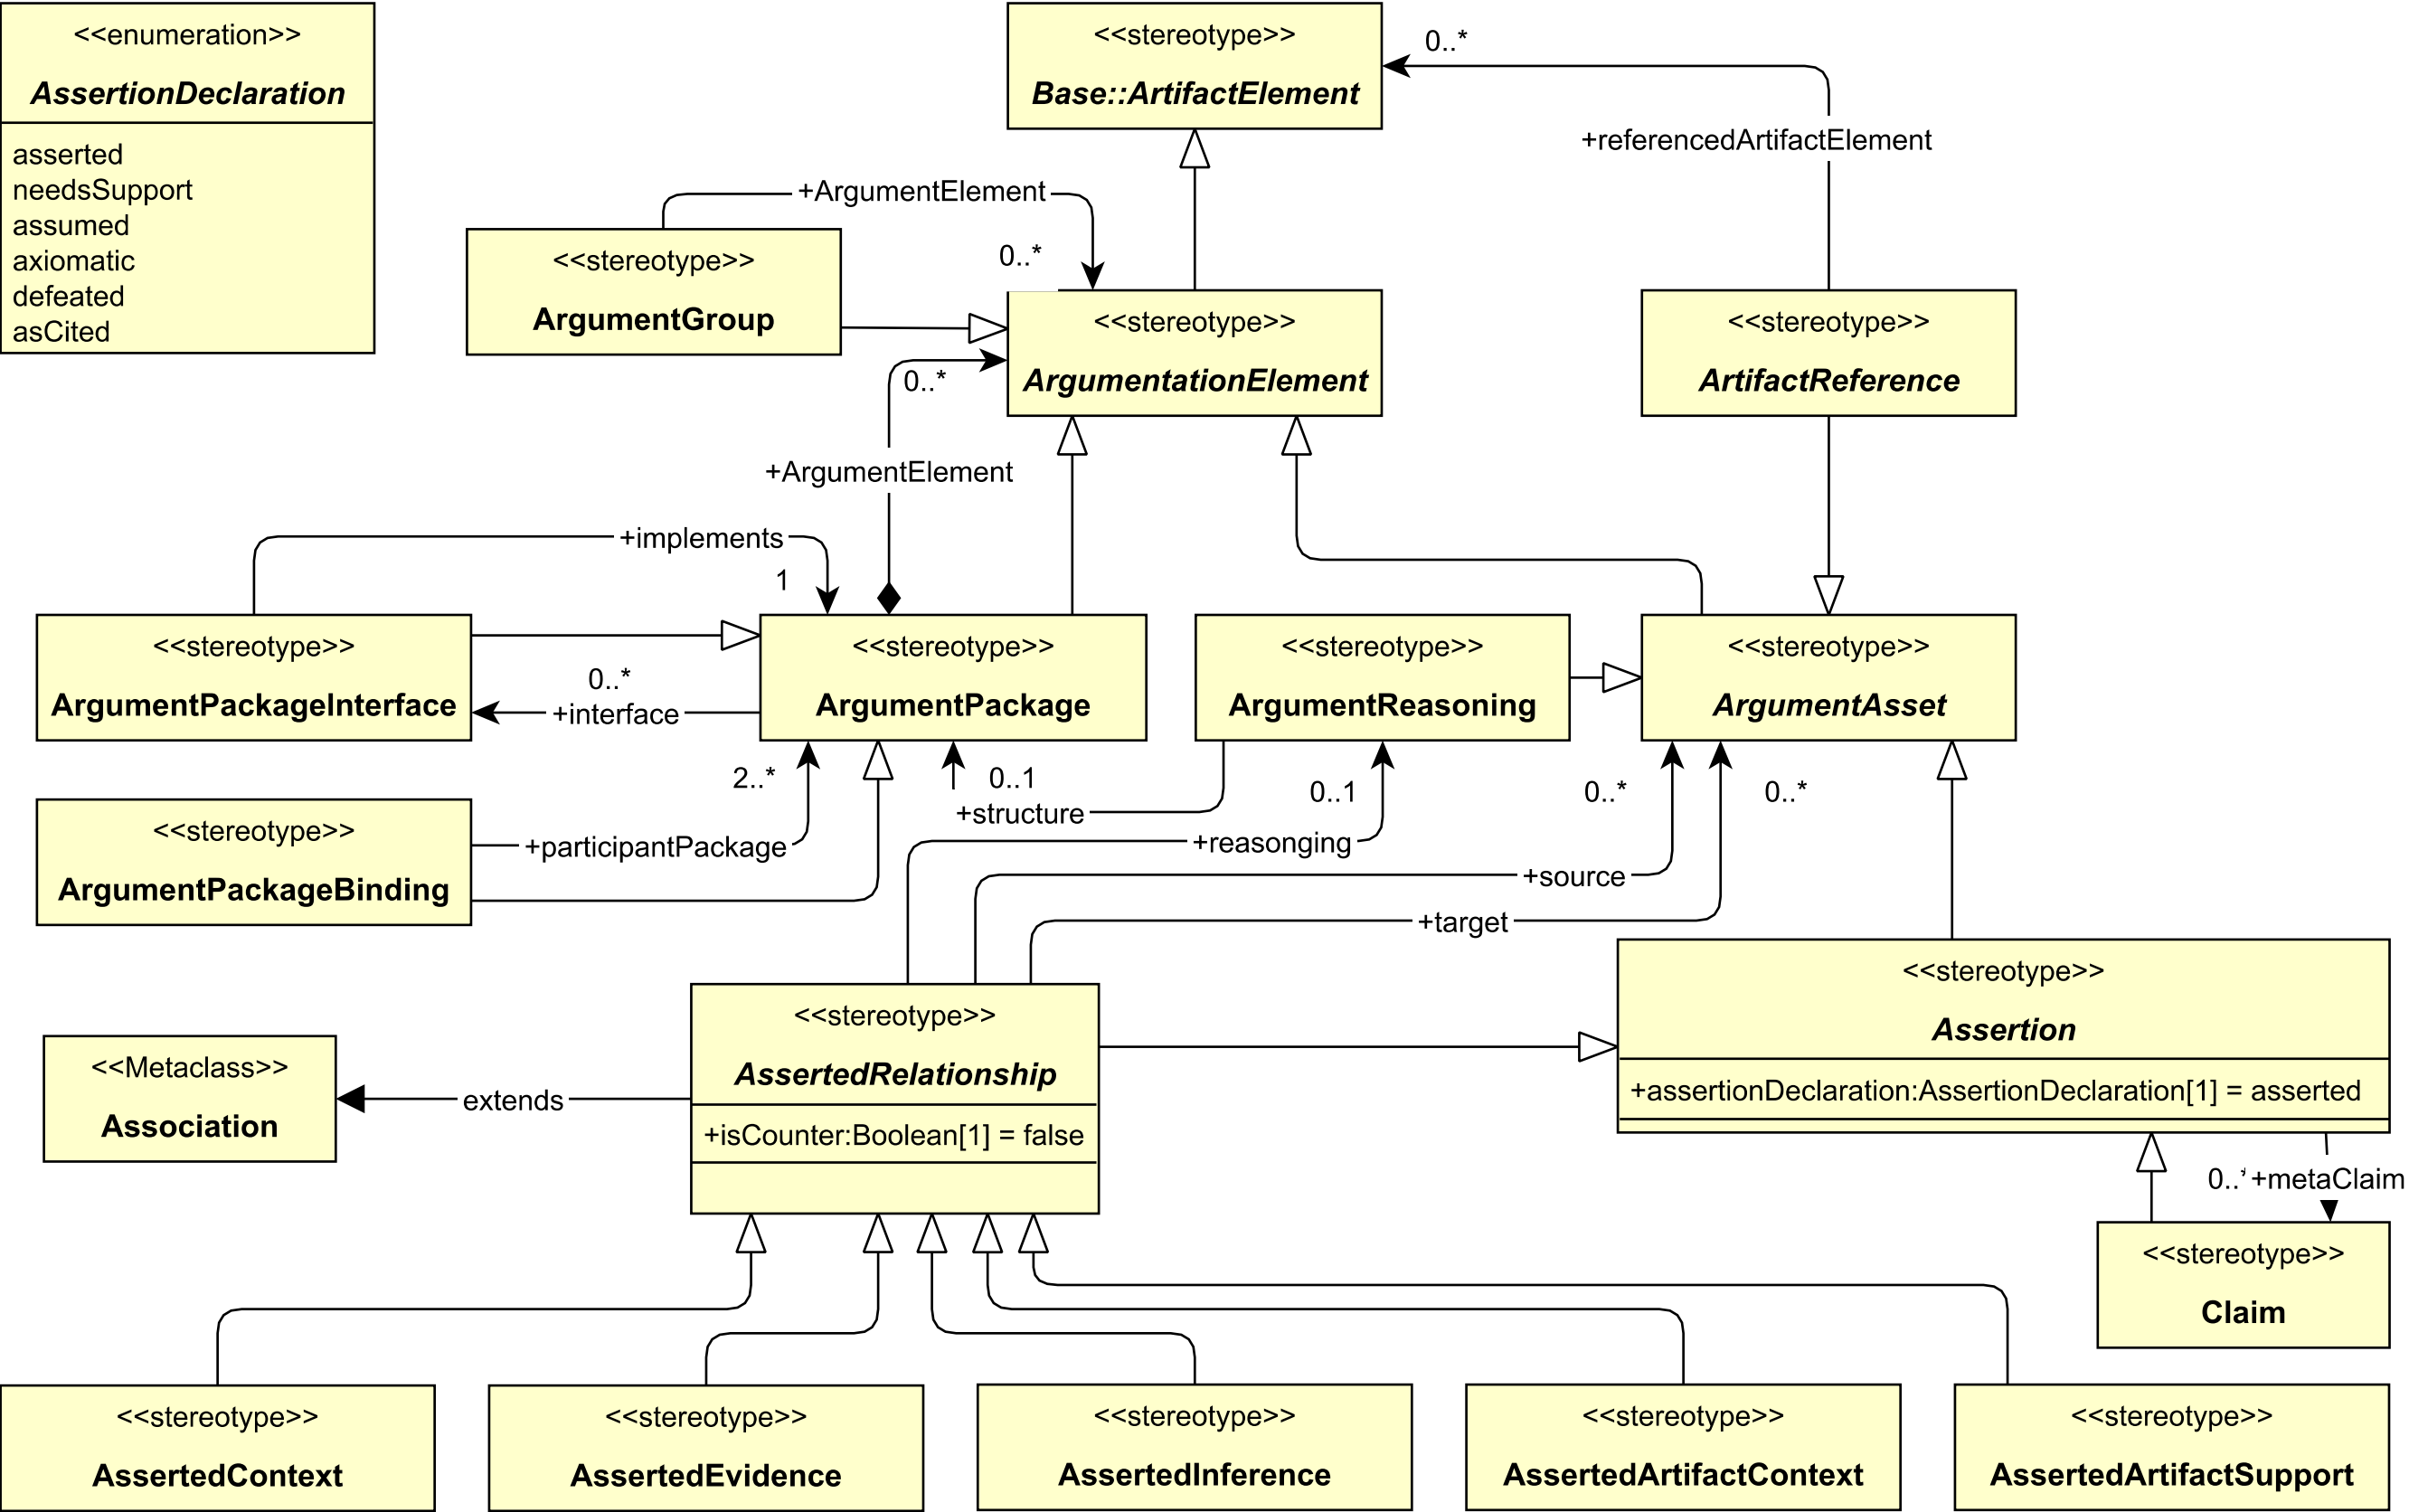 <<enumeration>>
AssertionDeclaration
asserted
needsSupport
assumed
axiomatic
defeated
asCited
<<stereotype>>
Base::ArtifactElement
0..*
+referencedArtifactElement
+ArgumentElement
0..*
<<stereotype>>
ArgumentGroup
<<stereotype>>
ArgumentationElement
<<stereotype>>
ArtifactReference
0..*
+ArgumentElement
+implements
1
<<stereotype>>
ArgumentPackageInterface
0..*
+interface
<<stereotype>>
ArgumentPackage
<<stereotype>>
ArgumentReasoning
<<stereotype>>
ArgumentAsset
2..*
0..1
0..1
0..*
0..*
+structure
<<stereotype>>
ArgumentPackageBinding
+participantPackage
+reasonging
+source
+target
<<stereotype>>
Assertion
+assertionDeclaration:AssertionDeclaration[1] = asserted
<<stereotype>>
AssertedRelationship
+isCounter:Boolean[1] = false
<<Metaclass>>
Association
extends
0..*
+metaClaim
<<stereotype>>
Claim
<<stereotype>>
AssertedContext
<<stereotype>>
AssertedEvidence
<<stereotype>>
AssertedInference
<<stereotype>>
AssertedArtifactContext
<<stereotype>>
AssertedArtifactSupport